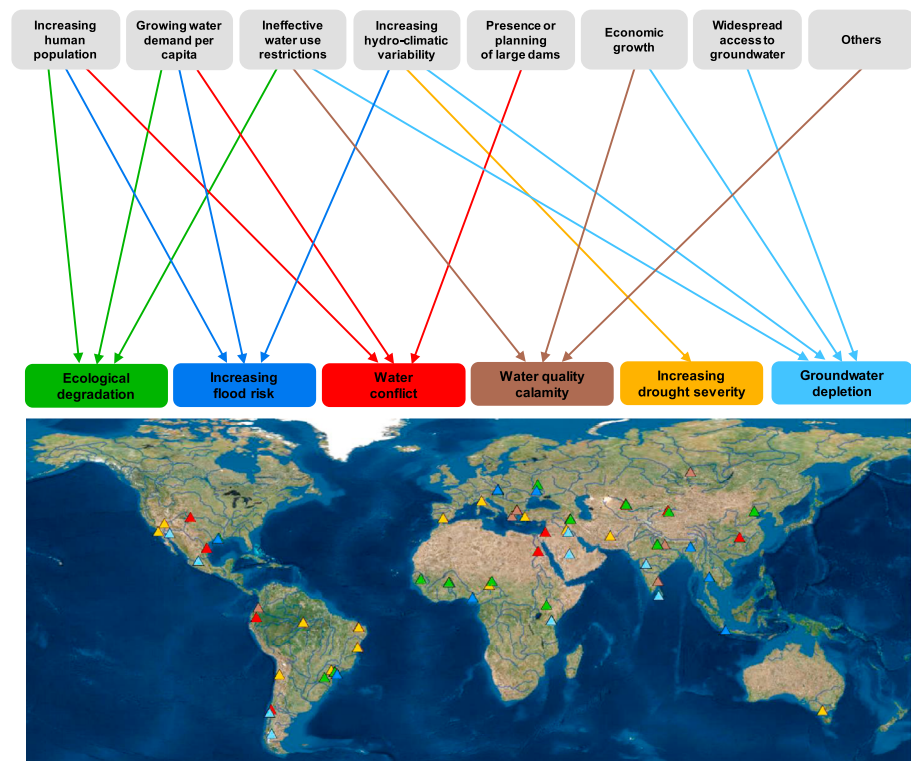 Increasing
human
population
Growing water
demand per
capita
Ineffective
water use
restrictions
Increasing
hydro-climatic
variability
Presence or
planning
of large dams
Economic
growth
Widespread
access to
groundwater
Others
Ecological
degradation
Increasing
flood risk
Water
conflict
Water quality
calamity
Increasing
drought severity
Groundwater
depletion